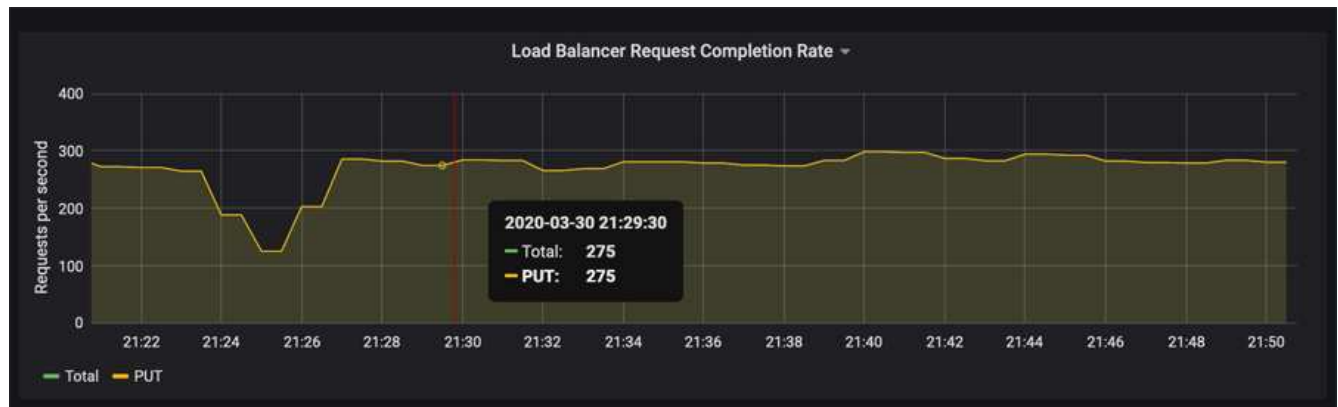 Load Balancer Request Completion Rate
Requests per second
400
300
200
100
0
2020-03-30 21:29:30
Total: 275
PUT: 275
21:22 21:24 21:26 21:28 21:30 21:32 21:34 21:36 21:38 21:40 21:42 21:44 21:46 21:48 21:50
Total PUT